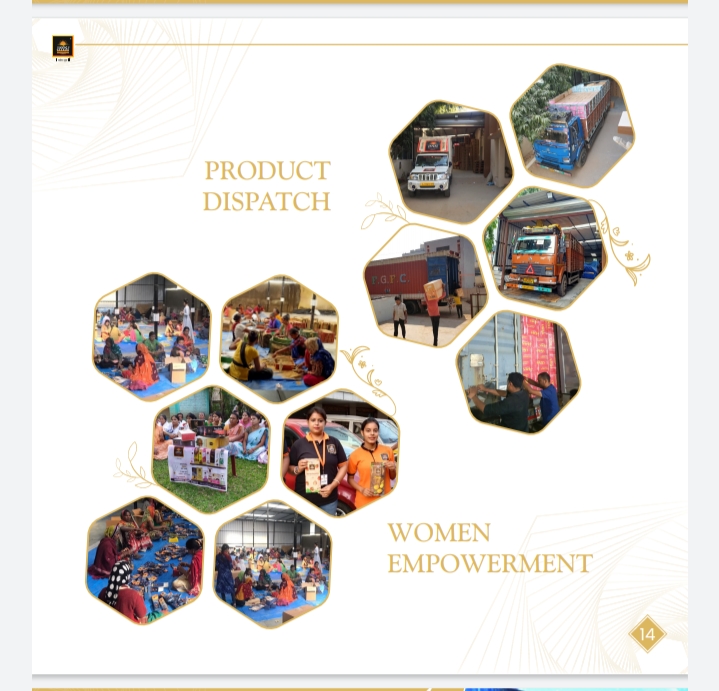 PRODUCT
DISPATCH
F.G.F.C.
WOMEN
EMPOWERMENT
14